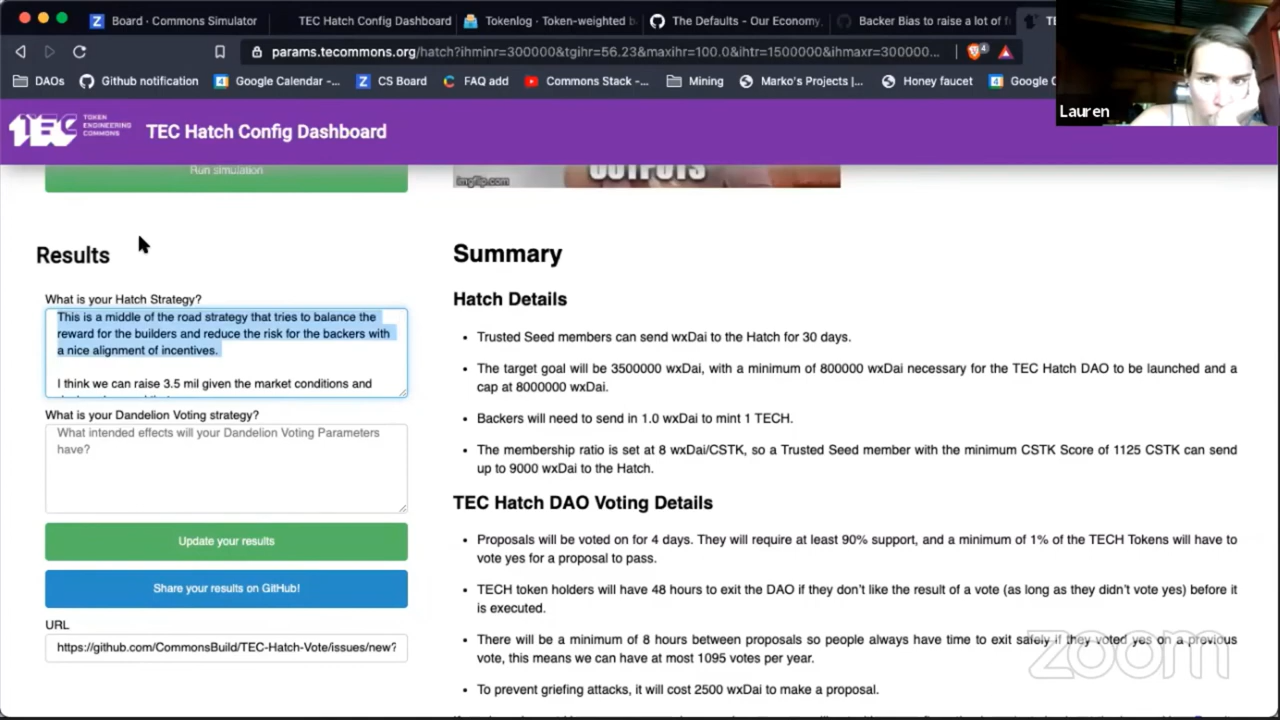 Board · Commons Simulator
TEC Hatch Config Dashboard
Tokenlog · Token-weighted b
The Defaults - Our Economy,
Backer Bias to raise a lot of f
TE
params.tecommons.org/hatch?ihminr=300000&tgihr=56.23&maxihr=100.0&ihtr=1500000&ihmaxr=300000...
4
DAOs
Github notification
Google Calendar -...
CS Board
FAQ add
Commons Stack -...
Mining
Marko's Projects |...
Honey faucet
Google C
Lauren
TEC
TOKEN
ENGINEERING
COMMONS
TEC Hatch Config Dashboard
Run simulation
imgflip.com
OUTPUTS
Results
What is your Hatch Strategy?
This is a middle of the road strategy that tries to balance the
reward for the builders and reduce the risk for the backers with
a nice alignment of incentives.
I think we can raise 3.5 mil given the market conditions and
What is your Dandelion Voting strategy?
What intended effects will your Dandelion Voting Parameters
have?
Update your results
Share your results on GitHub!
URL
https://github.com/CommonsBuild/TEC-Hatch-Vote/issues/new?
Summary
Hatch Details
• Trusted Seed members can send wxDai to the Hatch for 30 days.
• The target goal will be 3500000 wxDai, with a minimum of 800000 wxDai necessary for the TEC Hatch DAO to be launched and a
cap at 8000000 wxDai.
• Backers will need to send in 1.0 wxDai to mint 1 TECH.
• The membership ratio is set at 8 wxDai/CSTK, so a Trusted Seed member with the minimum CSTK Score of 1125 CSTK can send
up to 9000 wxDai to the Hatch.
TEC Hatch DAO Voting Details
• Proposals will be voted on for 4 days. They will require at least 90% support, and a minimum of 1% of the TECH Tokens will have to
vote yes for a proposal to pass.
• TECH token holders will have 48 hours to exit the DAO if they don't like the result of a vote (as long as they didn't vote yes) before it
is executed.
• There will be a minimum of 8 hours between proposals so people always have time to exit safely if they voted yes on a previous
vote, this means we can have at most 1095 votes per year.
• To prevent griefing attacks, it will cost 2500 wxDai to make a proposal.
zoom